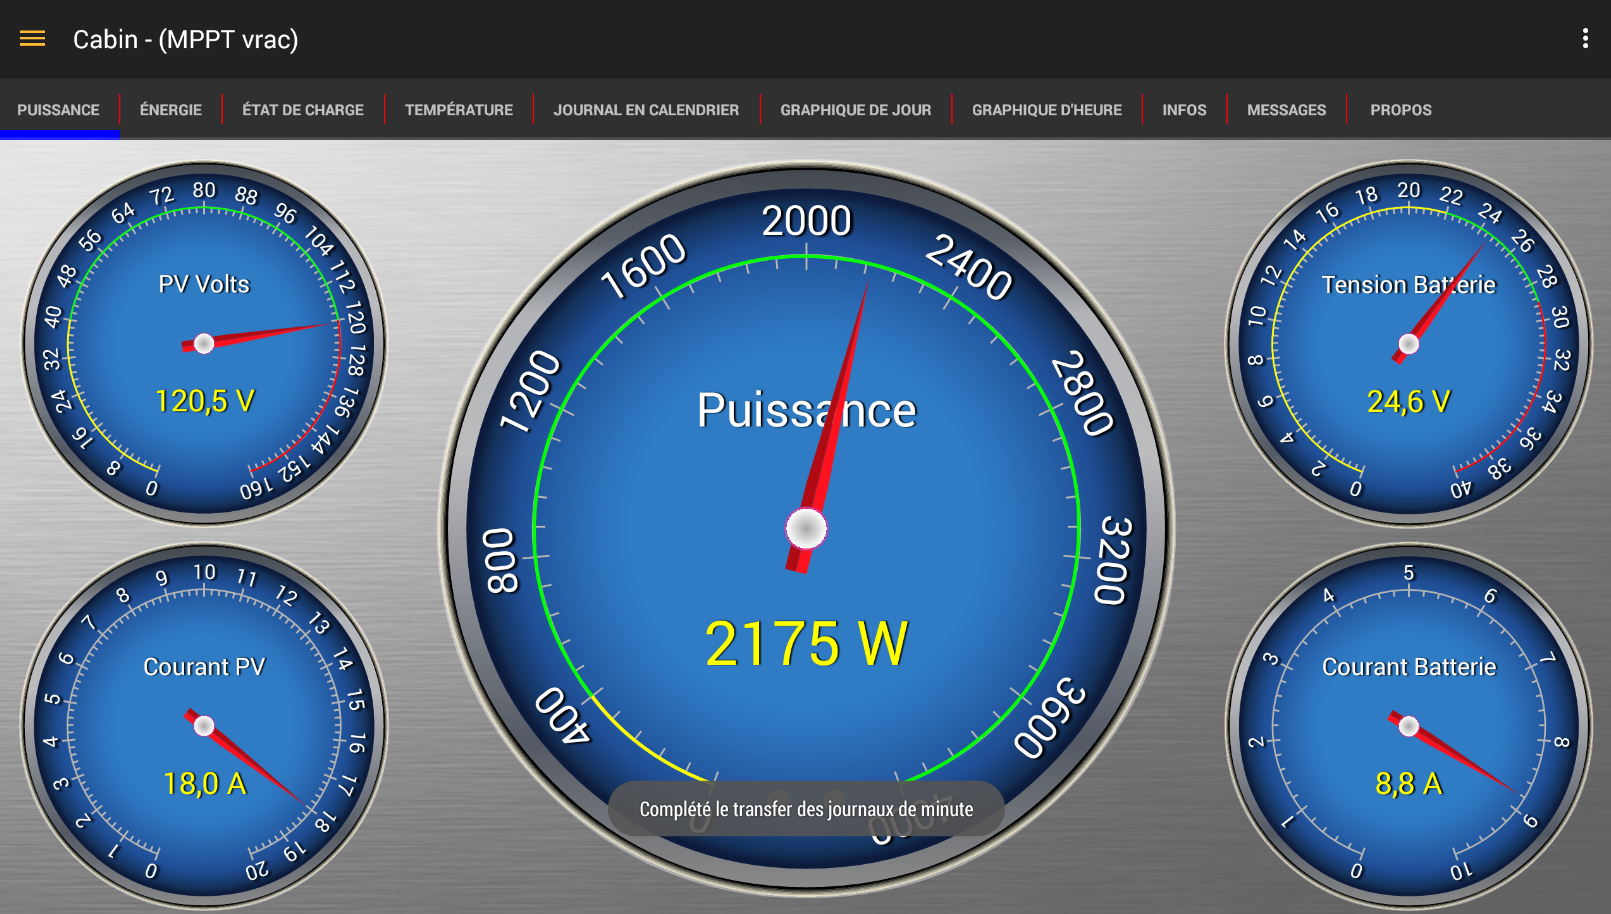 Cabin - (MPPT vrac)
PUISSANCE
ÉNERGIE
ÉTAT DE CHARGE
TEMPÉRATURE
JOURNAL EN CALENDRIER
GRAPHIQUE DE JOUR
GRAPHIQUE D'HEURE
INFOS
MESSAGES
PROPOS
0 8 16 24 32 40 48 56 64 72 80 88 96 104 112 120 128 136 144 152 160
PV Volts
120,5 V
0 400 800 1200 1600 2000 2400 2800 3200 3600 4000
Puissance
2175 W
0 2 4 6 8 10 12 14 16 18 20 22 24 26 28 30 32 34 36 38 40
Tension Batterie
24,6 V
0 1 2 3 4 5 6 7 8 9 10 11 12 13 14 15 16 17 18 19 20
Courant PV
18,0 A
0 1 2 3 4 5 6 7 8 9 10
Courant Batterie
8,8 A
Complété le transfer des journaux de minute